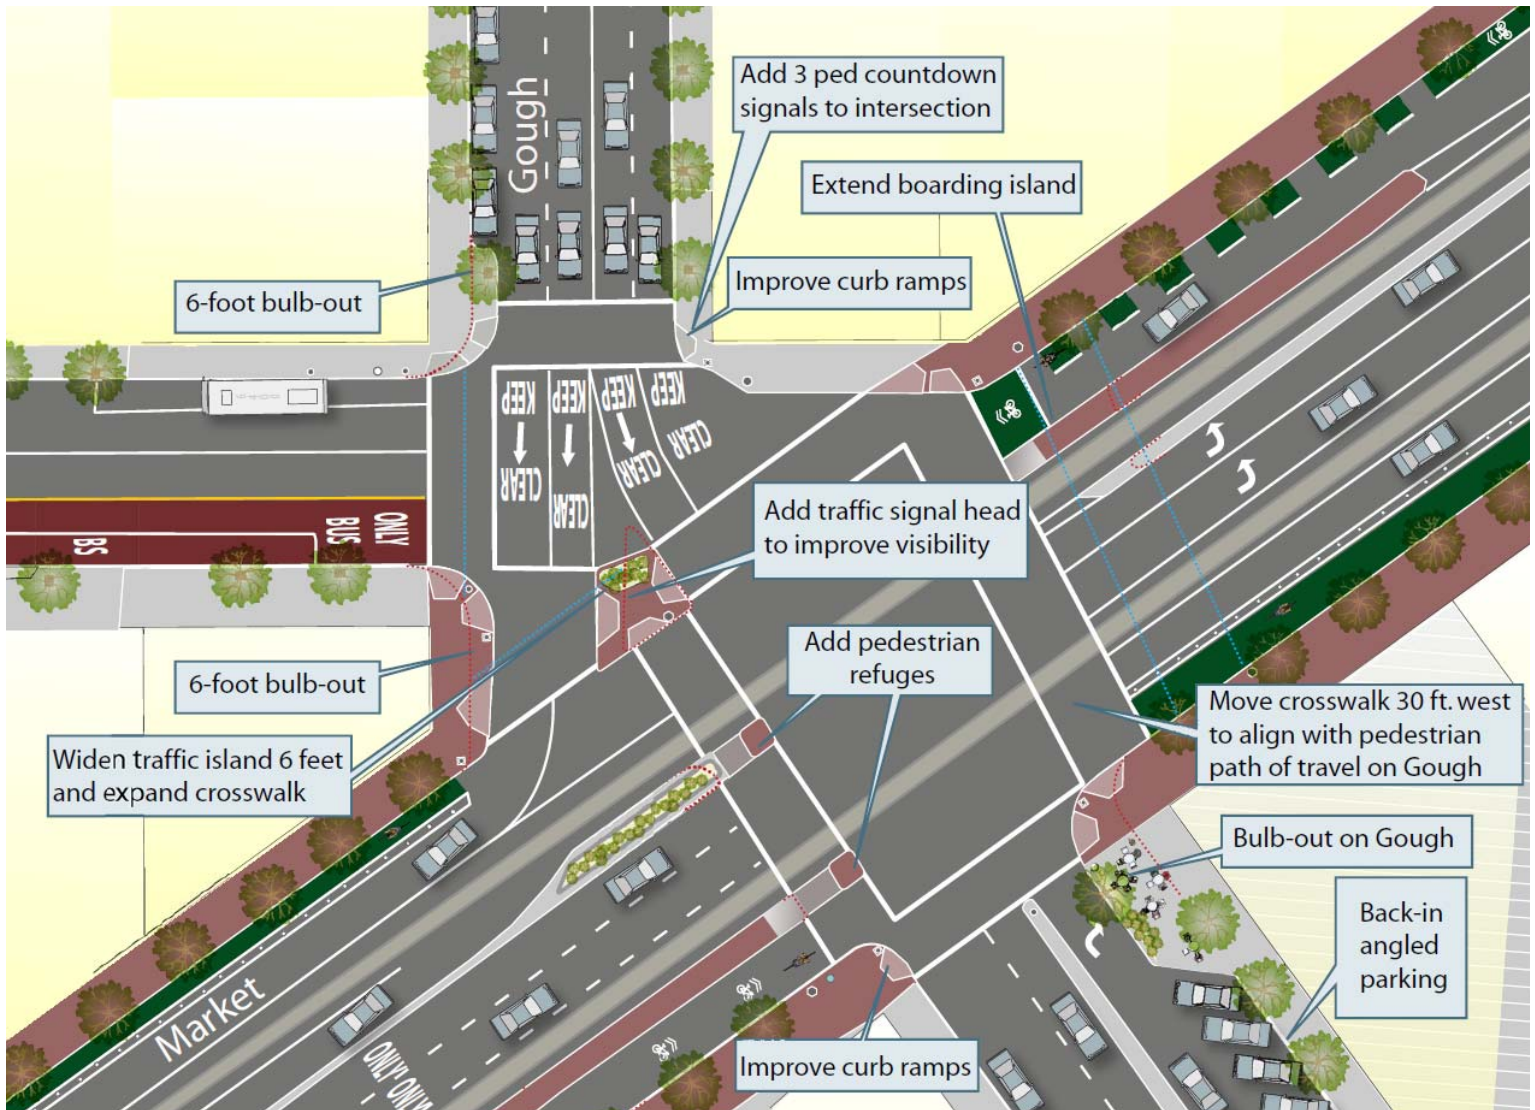 Gough
Add 3 ped countdown
signals to intersection
Extend boarding island
Improve curb ramps
6-foot bulb-out
KEEP
CLEAR
KEEP
CLEAR
KEEP
CLEAR
KEEP
CLEAR
ONLY
BUS
BS
Add traffic signal head
to improve visibility
6-foot bulb-out
Add pedestrian
refuges
Widen traffic island 6 feet
and expand crosswalk
Move crosswalk 30 ft. west
to align with pedestrian
path of travel on Gough
Bulb-out on Gough
Back-in
angled
parking
Market
ONLY
ONLY
Improve curb ramps